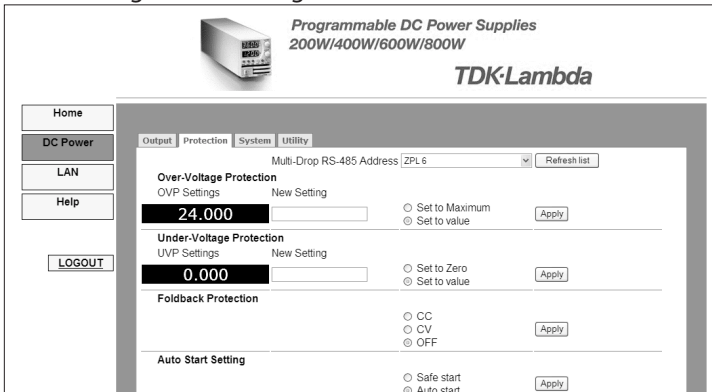 Programmable DC Power Supplies
200W/400W/600W/800W
TDK·Lambda
Home
DC Power
LAN
Help
LOGOUT
Output Protection System Utility
Multi-Drop RS-485 Address ZPL 6 Refresh list
Over-Voltage Protection
OVP Settings New Setting
24.000
Set to Maximum
Set to value
Apply
Under-Voltage Protection
UVP Settings New Setting
0.000
Set to Zero
Set to value
Apply
Foldback Protection
CC
CV
OFF
Apply
Auto Start Setting
Safe start
Auto start
Apply